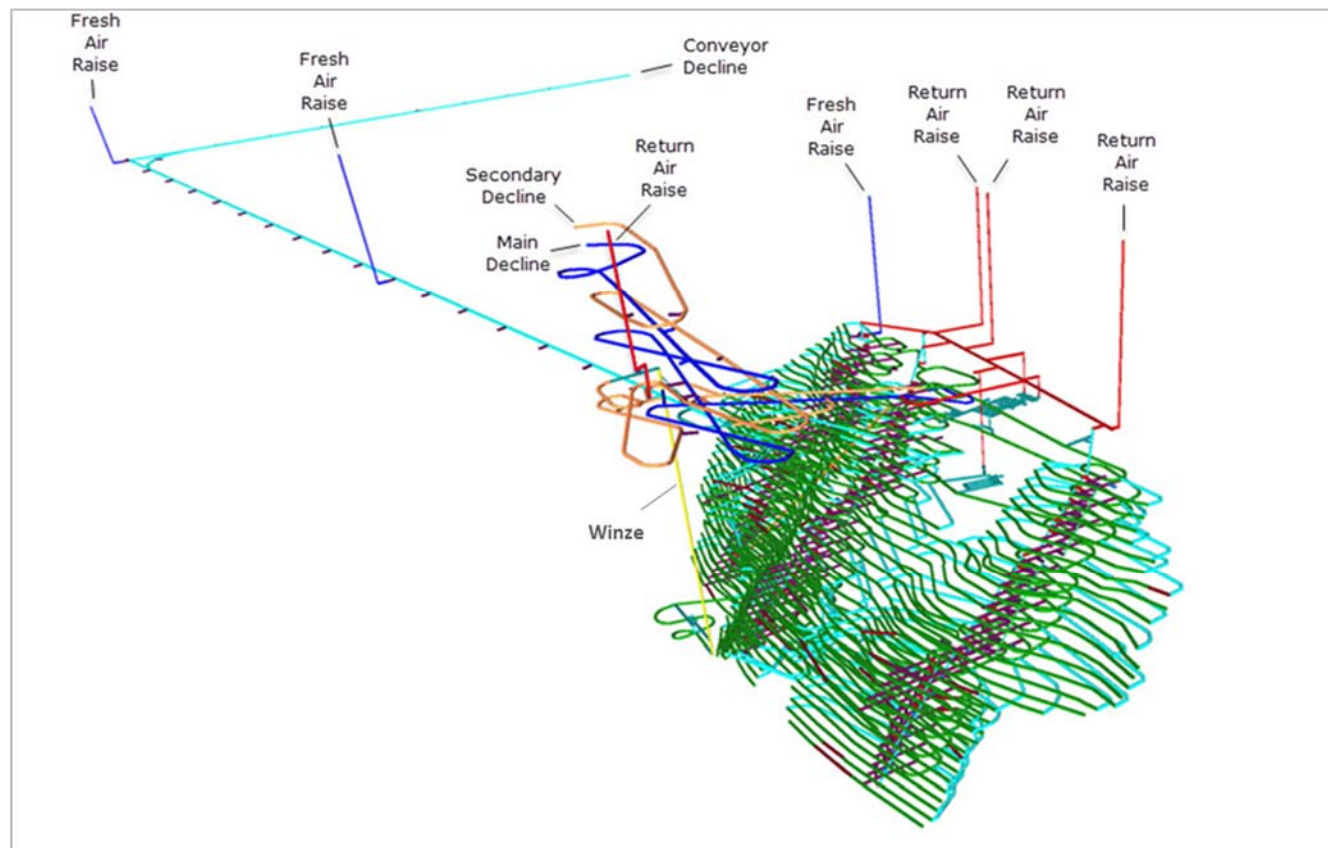 Fresh
Air
Raise
Fresh
Air
Raise
Conveyor
Decline
Secondary
Decline
Main
Decline
Return
Air
Raise
Fresh
Air
Raise
Return
Air
Raise
Return
Air
Raise
Return
Air
Raise
Winze